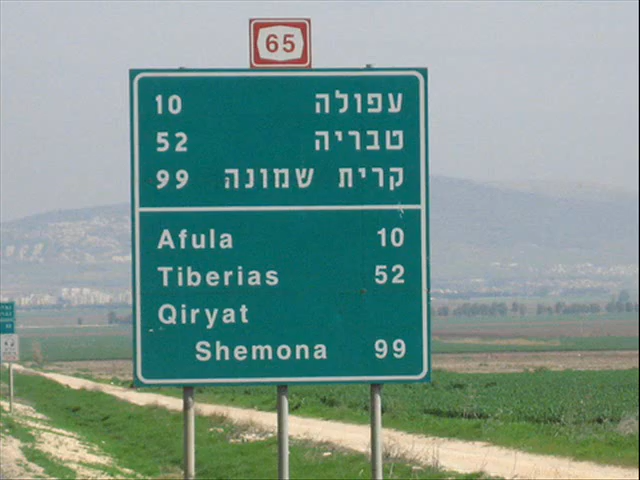 65
עפולה 10
טבריה 52
קרית שמונה 99
Afula 10
Tiberias 52
Qiryat
Shemona 99